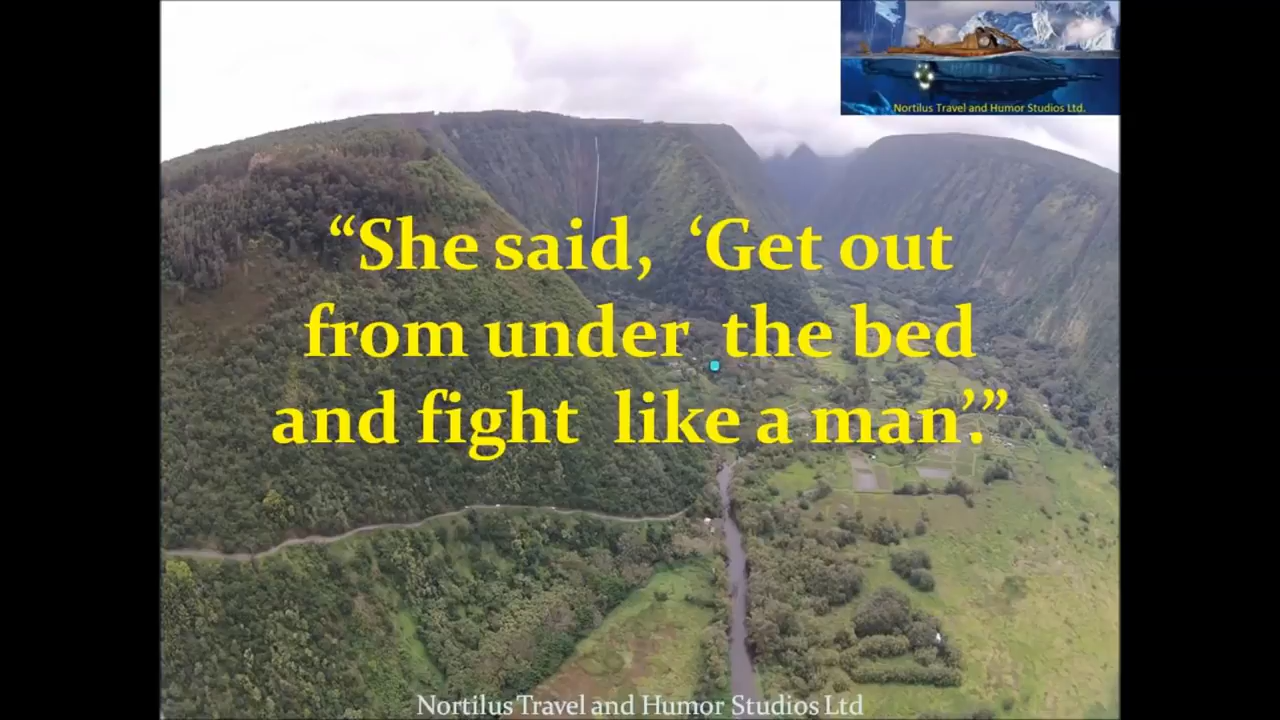 Nortilus Travel and Humor Studios Ltd.
“She said, ‘Get out
from under the bed
and fight like a man’.”
Nortilus Travel and Humor Studios Ltd